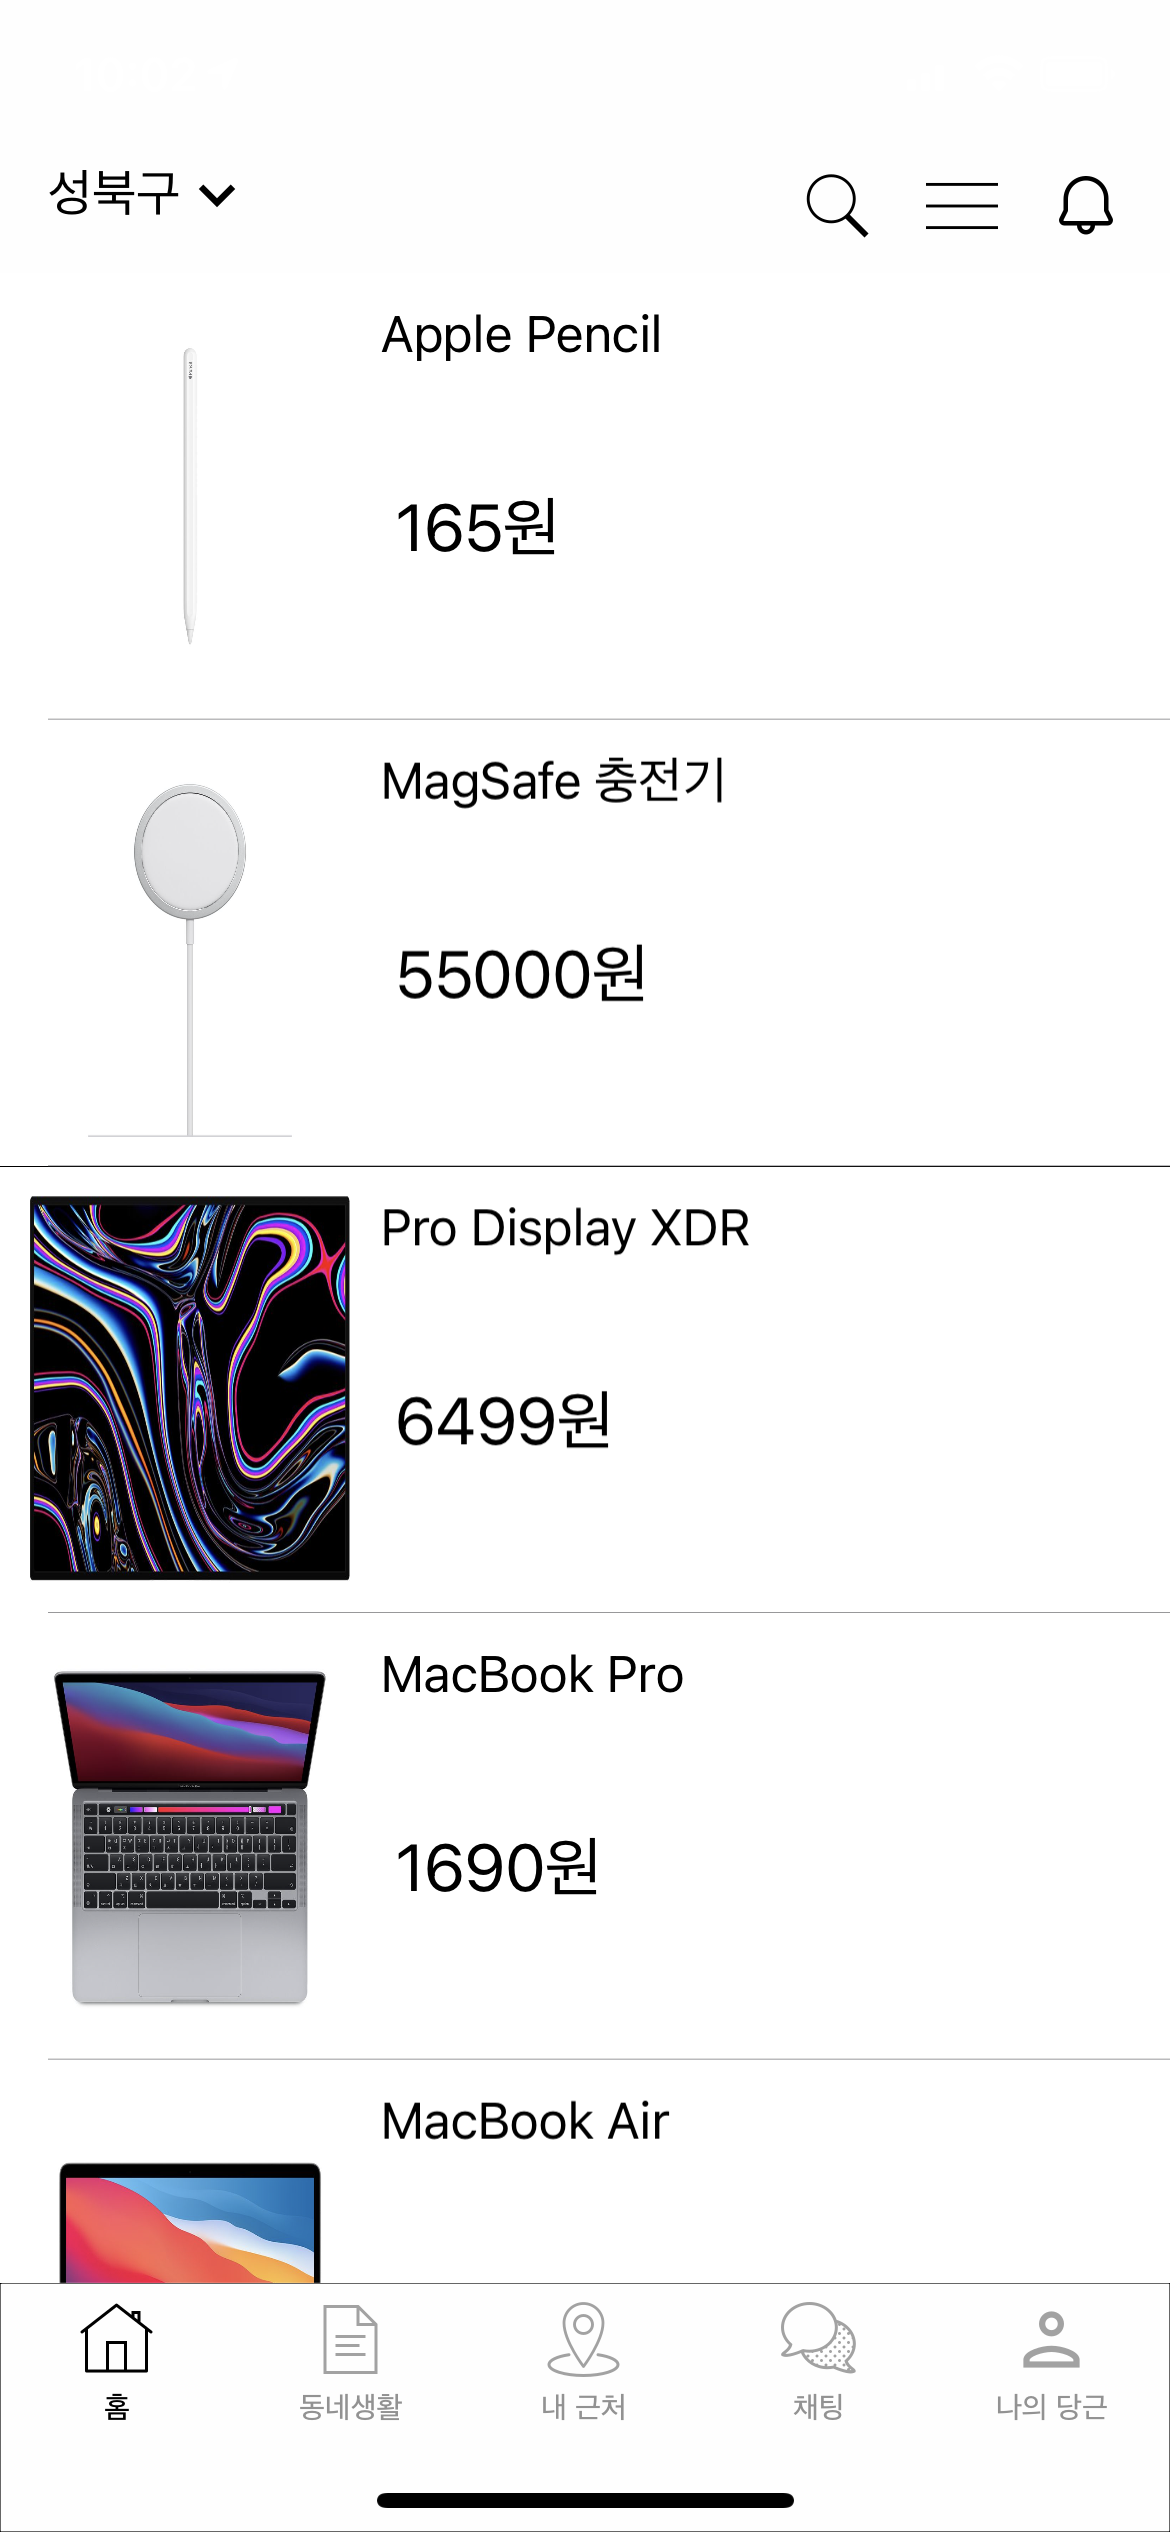 성북구
Apple Pencil
165원
MagSafe 충전기
55000원
Pro Display XDR
6499원
MacBook Pro
1690원
MacBook Air
홈
동네생활
내 근처
채팅
나의 당근